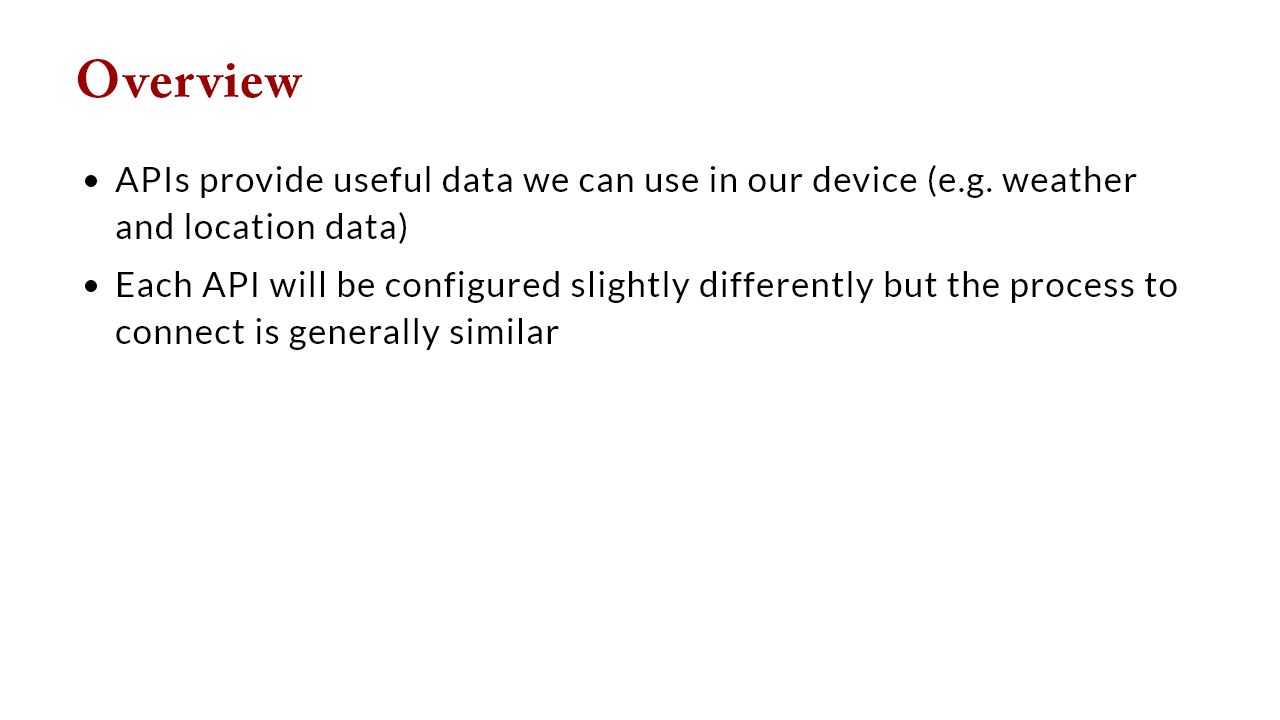 Overview
• APIs provide useful data we can use in our device (e.g. weather
and location data)
• Each API will be configured slightly differently but the process to
connect is generally similar